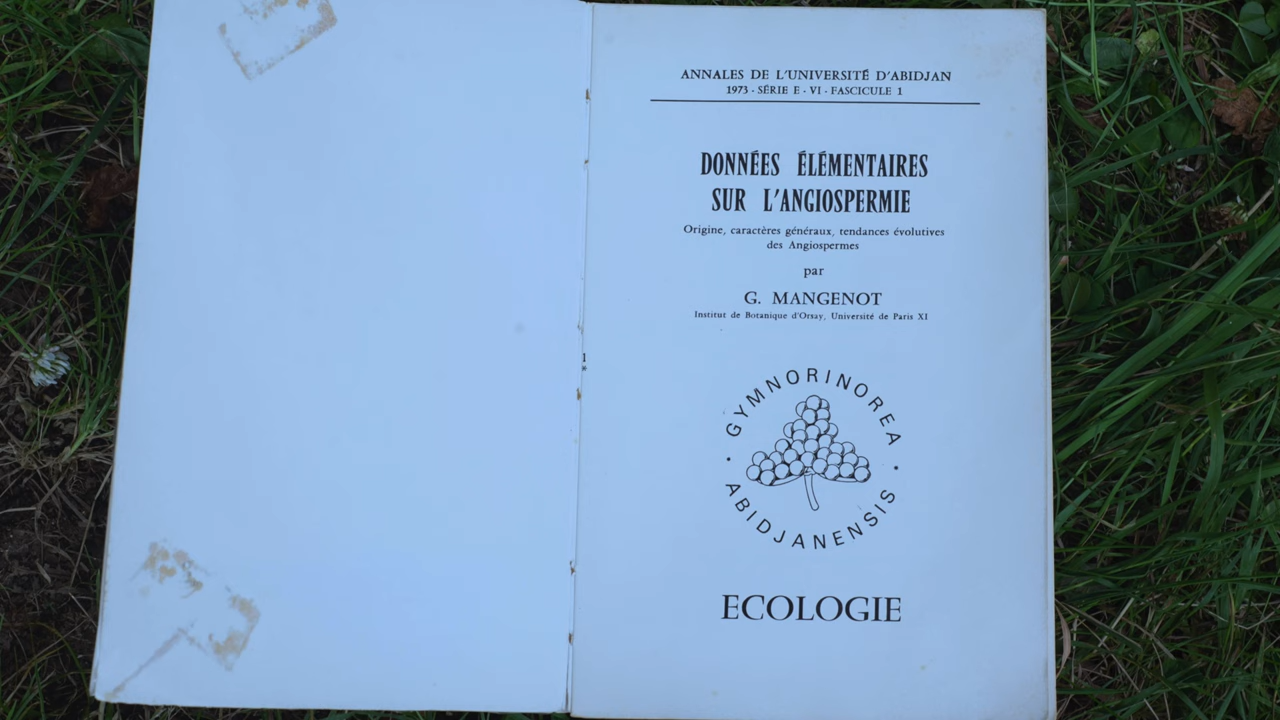 ANNALES DE L'UNIVERSITÉ D'ABIDJAN
1973 - SÉRIE E - VI - FASCICULE 1
DONNÉES ÉLÉMENTAIRES
SUR L'ANGIOSPERMIE
Origine, caractères généraux, tendances évolutives
des Angiospermes
par
G. MANGENOT
Institut de Botanique d'Orsay, Université de Paris XI
GYMNORINOREA
ABIDJANENSIS
ECOLOGIE